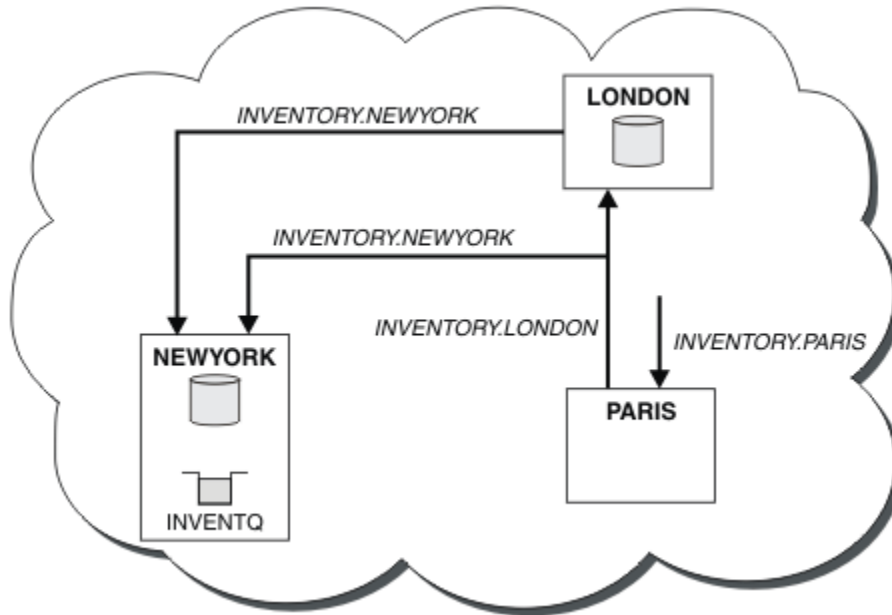 LONDON
INVENTORY.NEWYORK
INVENTORY.NEWYORK
INVENTORY.LONDON
INVENTORY.PARIS
NEWYORK
PARIS
INVENTQ